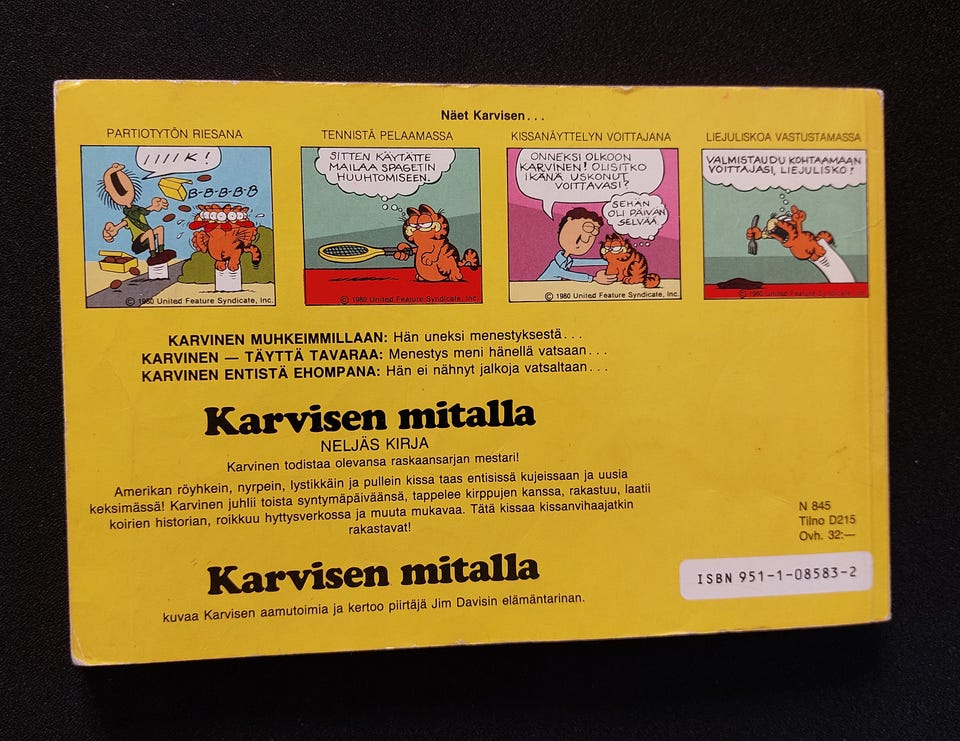 Näet Karvisen...
PARTIOTYTÖN RIESANA
TENNISTÄ PELAAMASSA
KISSANÄYTTELYN VOITTAJANA
LIEJULISKOA VASTUSTAMASSA
IIIIK!
B-B-B-B-B
© 1980 United Feature Syndicate, Inc.
SITTEN KÄYTÄTTE
MAILAA SPAGETIN
HUUHTOMISEEN.
© 1980 United Feature Syndicate, Inc.
ONNEKSI OLKOON
KARVINEN! OLISITKO
IKÄNÄ USKONUT
VOITTAVASI?
SEHÄN
OLI PÄIVÄN
SELVÄÄ
© 1980 United Feature Syndicate, Inc.
VALMISTAUDU KOHTAAMAAN
VOITTAJASI, LIEJULISKO!
© 1980 United Feature Syndicate, Inc.
KARVINEN MUHKEIMMILLAAN: Hän uneksi menestyksestä...
KARVINEN — TÄYTTÄ TAVARAA: Menestys meni hänellä vatsaan...
KARVINEN ENTISTÄ EHOMPANA: Hän ei nähnyt jalkoja vatsaltaan...
Karvisen mitalla
NELJÄS KIRJA
Karvinen todistaa olevansa raskaansarjan mestari!
Amerikan röyhkein, nyrpein, lystikkäin ja pullein kissa taas entisissä kujeissaan ja uusia
keksimässä! Karvinen juhlii toista syntymäpäiväänsä, tappelee kirppujen kanssa, rakastuu, laatii
koirien historian, roikkuu hyttysverkossa ja muuta mukavaa. Tätä kissaa kissanvihaajatkin
rakastavat!
Karvisen mitalla
kuvaa Karvisen aamutoimia ja kertoo piirtäjä Jim Davisin elämäntarinan.
N 845
Tilno D215
Ovh. 32:—
ISBN 951-1-08583-2